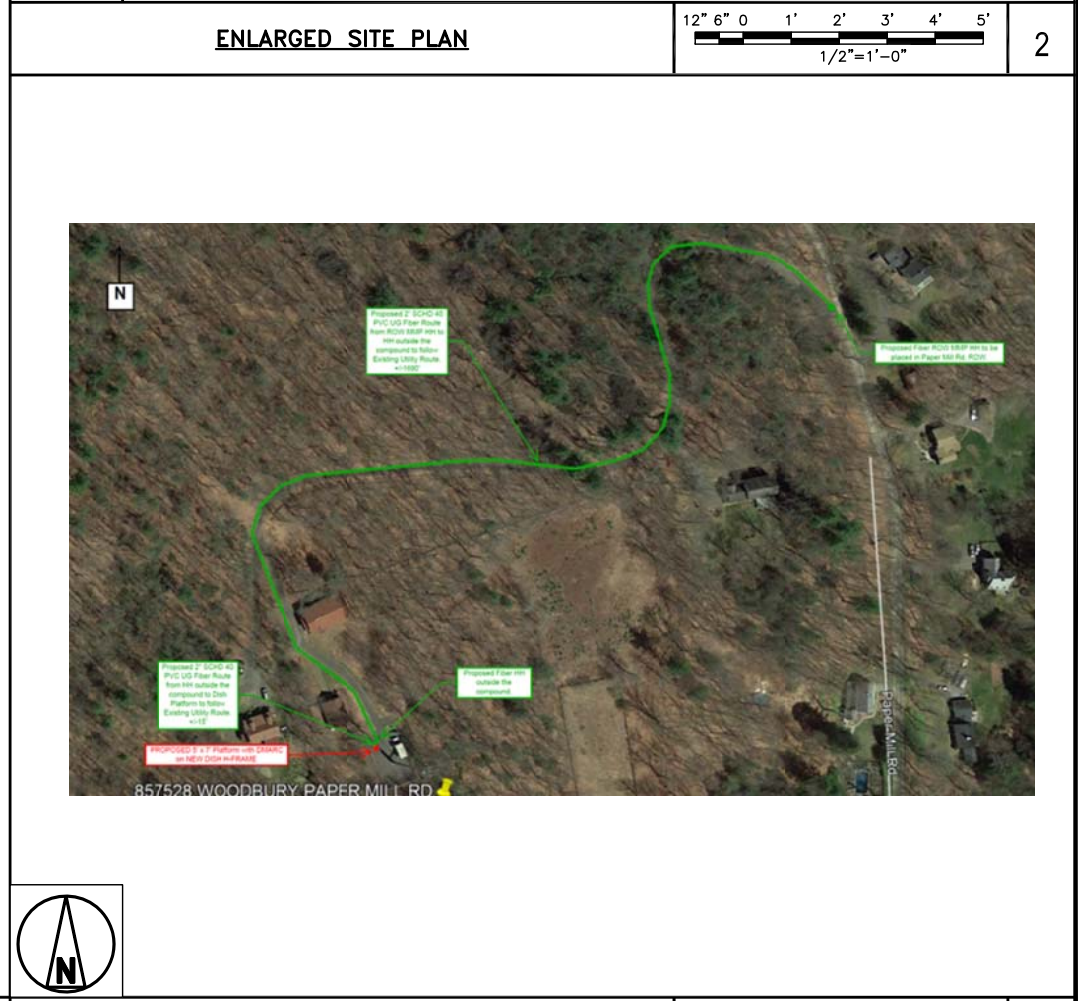 ENLARGED SITE PLAN
12" 6" 0 1' 2' 3' 4' 5'
1/2"=1'-0"
2
N
Proposed 2" SCHD 40
PVC UG Fiber Route
from ROW MMP HH to
HH outside the
compound to follow
Existing Utility Route.
Proposed Fiber ROW MMP HH to be
placed in Paper Mill Rd. ROW
Proposed 2" SCHD 40
PVC UG Fiber Route
from HH outside the
compound to Dish
Platform to follow
Existing Utility Route.
+/-15'
Proposed Fiber HH
outside the
compound.
PROPOSED 5' x 7' Platform with DMARC
on NEW DISH H-FRAME
Paper Mill Rd
857528 WOODBURY PAPER MILL RD
N